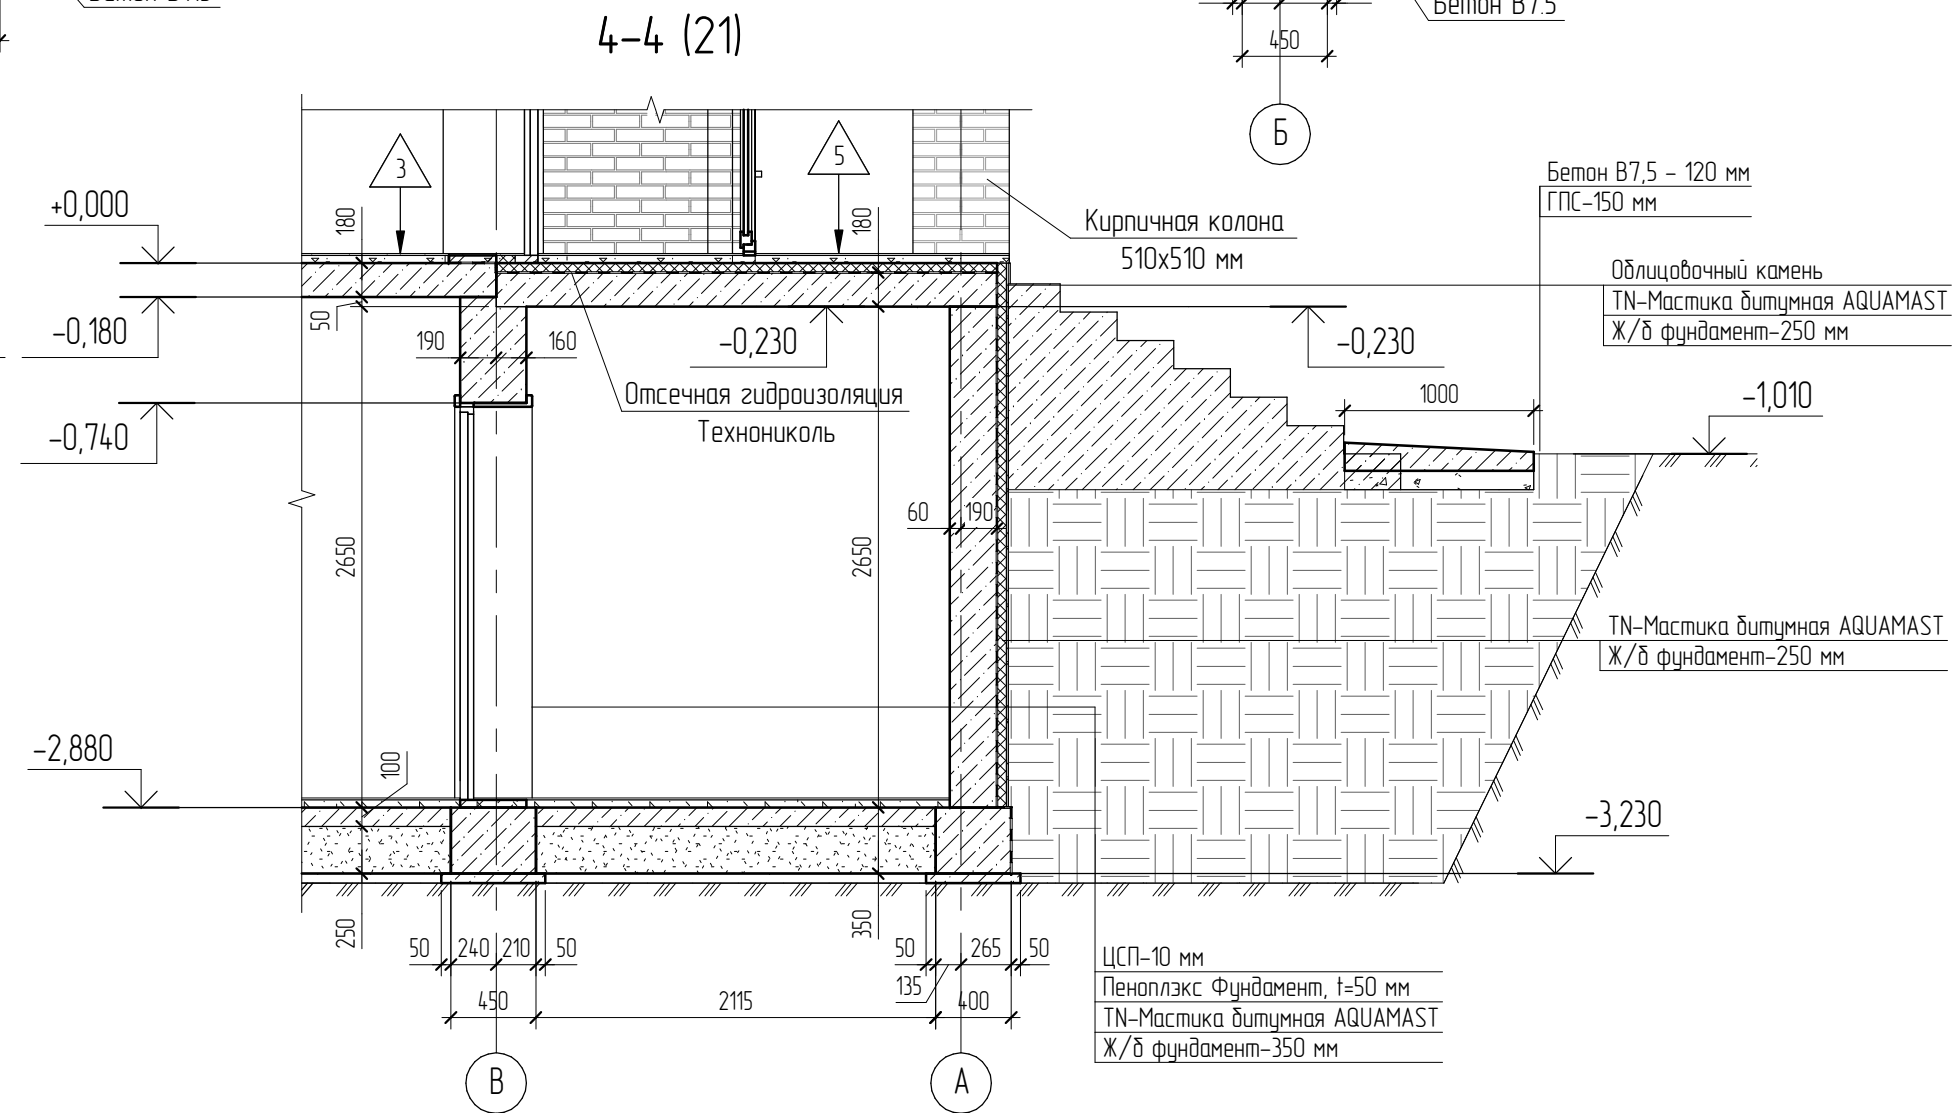 Бетон В7.5
4-4 (21)
450
Б
3
5
+0,000
180
180
Кирпичная колона
510х510 мм
Бетон В7,5 - 120 мм
ГПС-150 мм
Облицовочный камень
TN-Мастика битумная AQUAMAST
Ж/б фундамент-250 мм
-0,180
50
190
160
-0,230
-0,230
Отсечная гидроизоляция
Технониколь
1000
-1,010
-0,740
60
190
2650
2650
TN-Мастика битумная AQUAMAST
Ж/б фундамент-250 мм
-2,880
100
-3,230
250
350
50
240
210
50
50
265
50
135
450
2115
400
ЦСП-10 мм
Пеноплэкс Фундамент, t=50 мм
TN-Мастика битумная AQUAMAST
Ж/б фундамент-350 мм
В
А